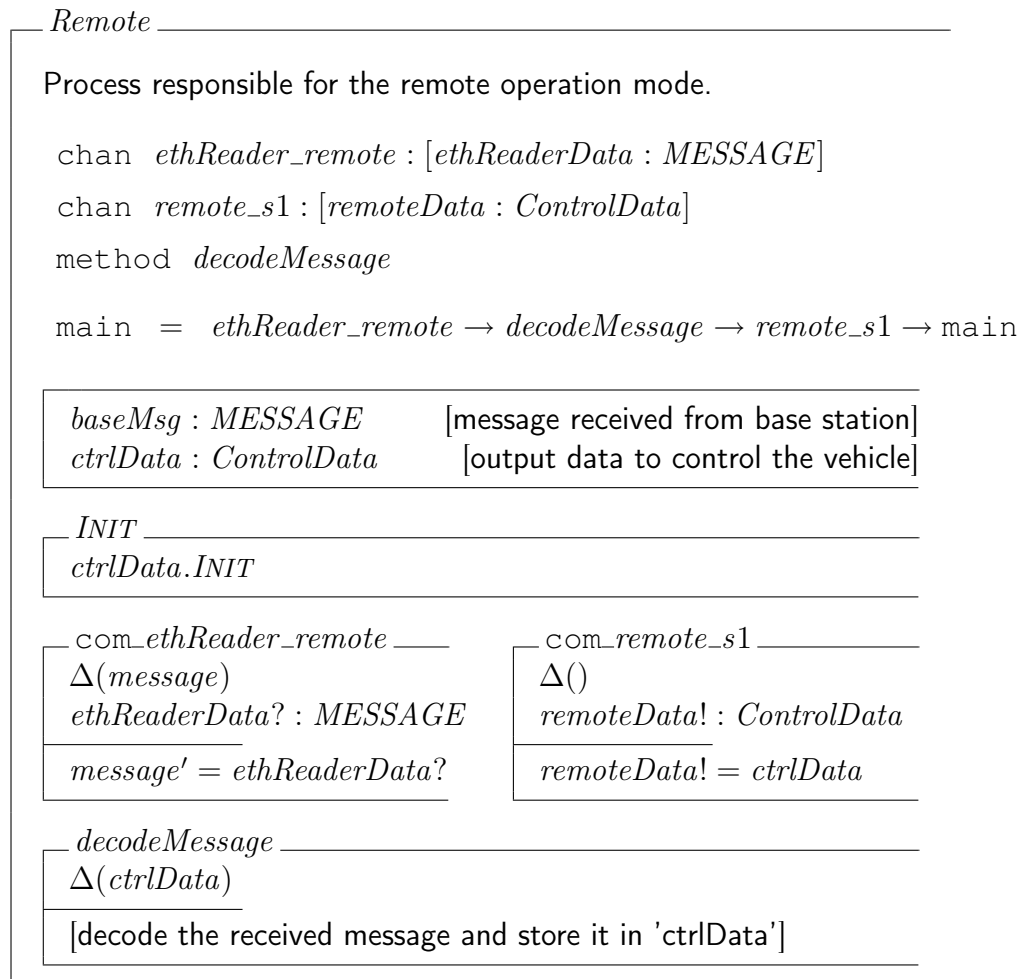 Remote
Process responsible for the remote operation mode.
chan ethReader_remote : [ethReaderData : MESSAGE]
chan remote_s1 : [remoteData : ControlData]
method decodeMessage
main = ethReader_remote → decodeMessage → remote_s1 → main
baseMsg : MESSAGE [message received from base station]
ctrlData : ControlData [output data to control the vehicle]
INIT
ctrlData.INIT
com_ethReader_remote
Δ(message)
ethReaderData? : MESSAGE
message′ = ethReaderData?
com_remote_s1
Δ()
remoteData! : ControlData
remoteData! = ctrlData
decodeMessage
Δ(ctrlData)
[decode the received message and store it in 'ctrlData']